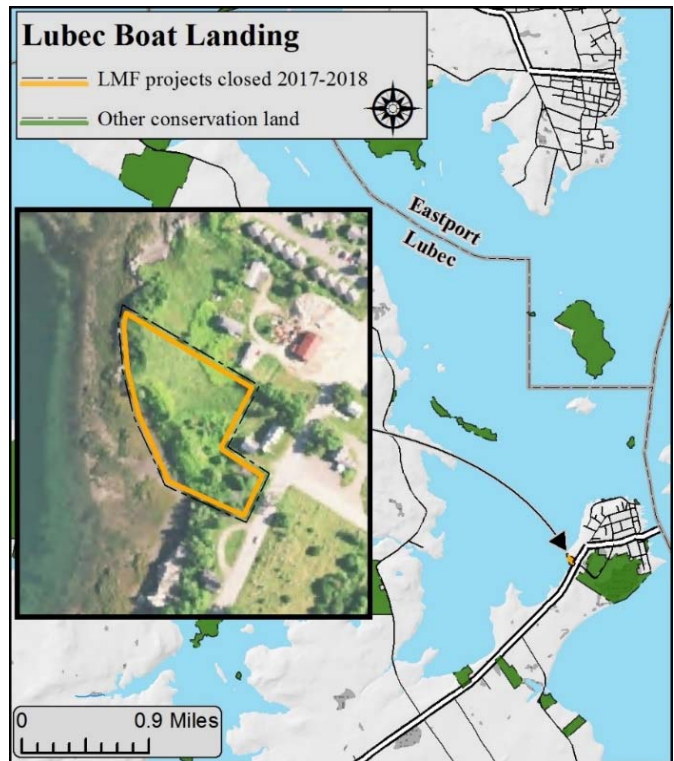 Lubec Boat Landing
LMF projects closed 2017-2018
Other conservation land
Eastport
Lubec
0 0.9 Miles